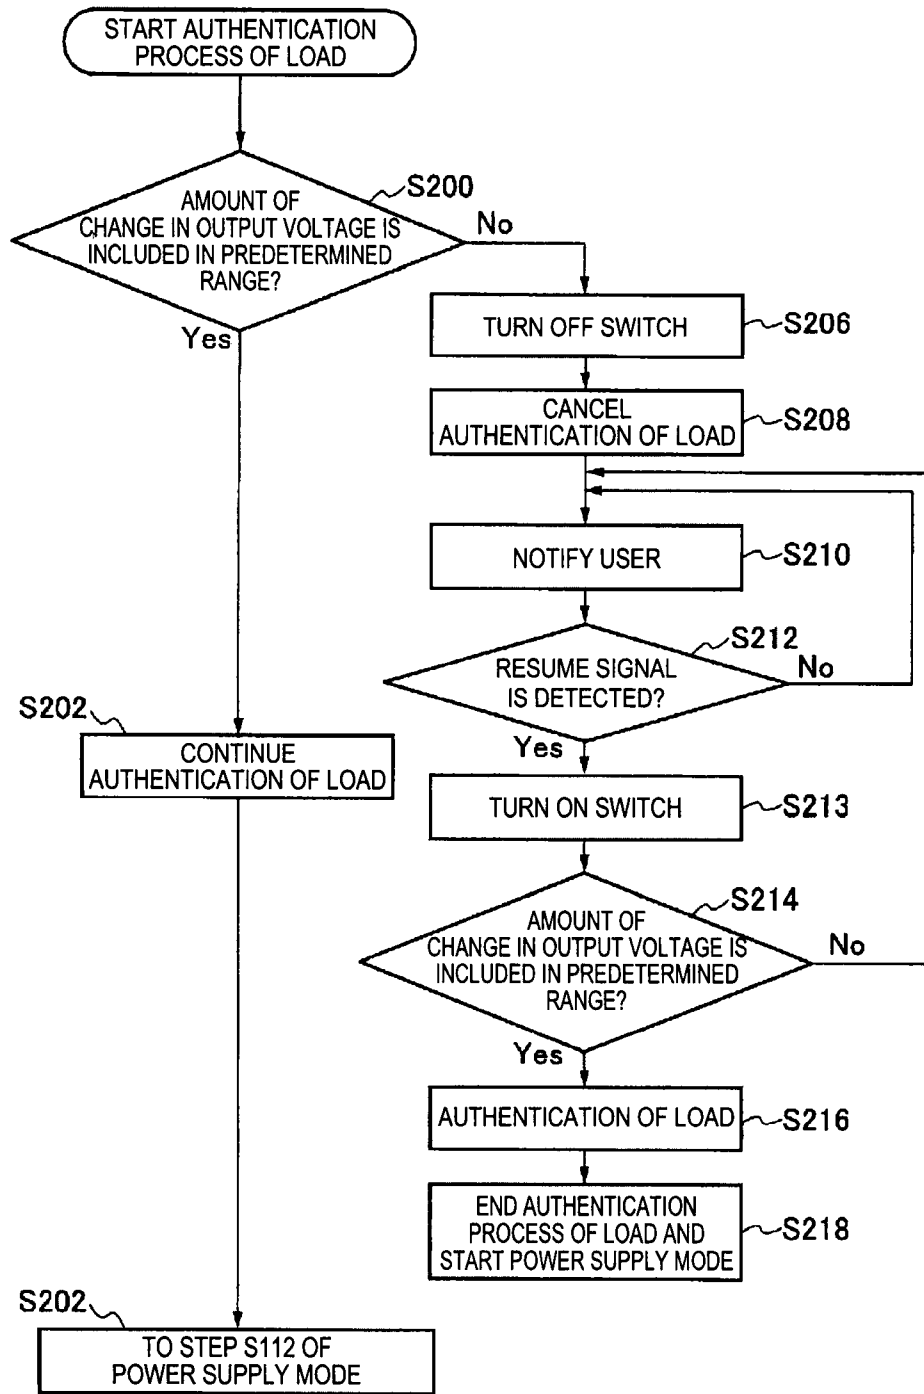 START AUTHENTICATION
PROCESS OF LOAD
S200
AMOUNT OF
CHANGE IN OUTPUT VOLTAGE IS
INCLUDED IN PREDETERMINED
RANGE?
No
Yes
TURN OFF SWITCH
S206
CANCEL
AUTHENTICATION OF LOAD
S208
NOTIFY USER
S210
S212
RESUME SIGNAL
IS DETECTED?
No
Yes
S202
CONTINUE
AUTHENTICATION OF LOAD
TURN ON SWITCH
S213
S214
AMOUNT OF
CHANGE IN OUTPUT VOLTAGE IS
INCLUDED IN PREDETERMINED
RANGE?
No
Yes
AUTHENTICATION OF LOAD
S216
END AUTHENTICATION
PROCESS OF LOAD AND
START POWER SUPPLY MODE
S218
S202
TO STEP S112 OF
POWER SUPPLY MODE